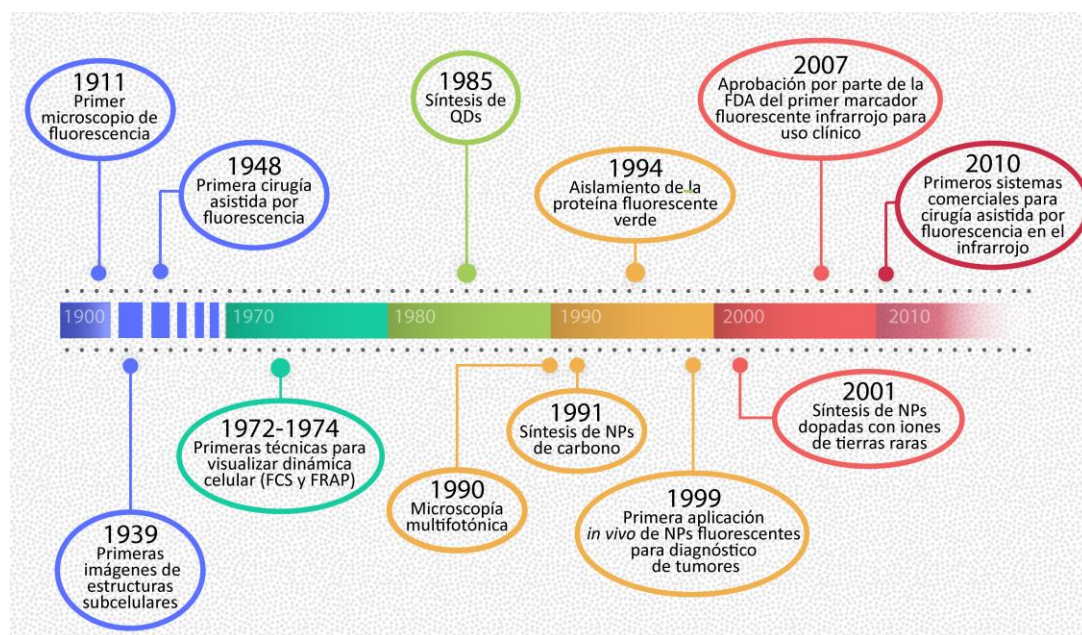 1911
Primer
microscopio de
fluorescencia
1948
Primera cirugía
asistida por
fluorescencia
1985
Síntesis de
QDs
1994
Aislamiento de la
proteína fluorescente
verde
2007
Aprobación por parte de la
FDA del primer marcador
fluorescente infrarrojo para
uso clínico
2010
Primeros sistemas
comerciales para
cirugía asistida por
fluorescencia en el
infrarrojo
1900
1970
1980
1990
2000
2010
1939
Primeras
imágenes de
estructuras
subcelulares
1972-1974
Primeras técnicas para
visualizar dinámica
celular (FCS y FRAP)
1990
Microscopía
multifotónica
1991
Síntesis de NPs
de carbono
1999
Primera aplicación
in vivo de NPs fluorescentes
para diagnóstico
de tumores
2001
Síntesis de NPs
dopadas con iones
de tierras raras